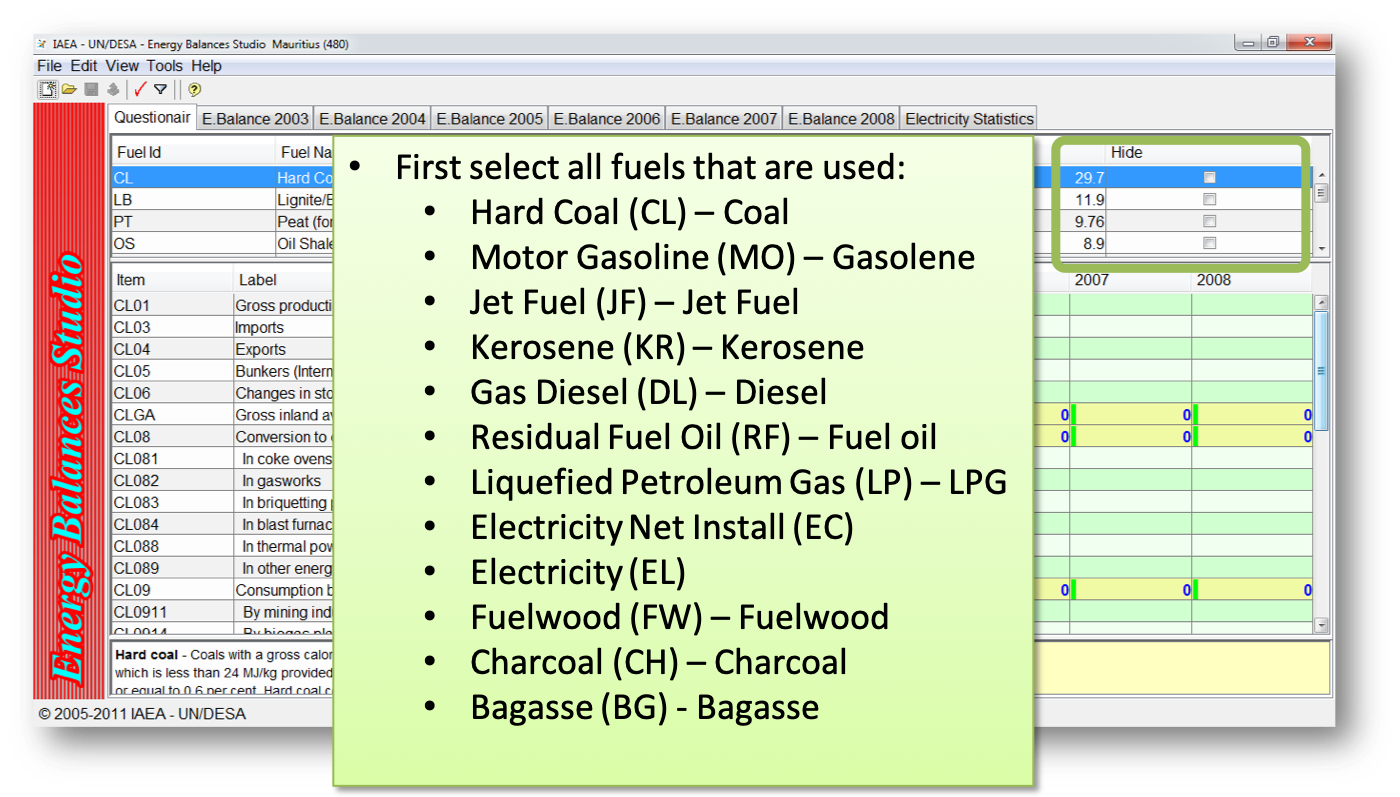 IAEA - UN/DESA - Energy Balances Studio Mauritius (480)
File Edit View Tools Help
Questionair E.Balance 2003 E.Balance 2004 E.Balance 2005 E.Balance 2006 E.Balance 2007 E.Balance 2008 Electricity Statistics
Fuel Id Fuel Na Hide
CL Hard Co 29.7
LB Lignite/B 11.9
PT Peat (for 9.76
OS Oil Shale 8.9
• First select all fuels that are used:
• Hard Coal (CL) – Coal
• Motor Gasoline (MO) – Gasolene
• Jet Fuel (JF) – Jet Fuel
• Kerosene (KR) – Kerosene
• Gas Diesel (DL) – Diesel
• Residual Fuel Oil (RF) – Fuel oil
• Liquefied Petroleum Gas (LP) – LPG
• Electricity Net Install (EC)
• Electricity (EL)
• Fuelwood (FW) – Fuelwood
• Charcoal (CH) – Charcoal
• Bagasse (BG) - Bagasse
Item Label 2007 2008
CL01 Gross producti
CL03 Imports
CL04 Exports
CL05 Bunkers (Intern
CL06 Changes in sto
CLGA Gross inland av 0 0 0
CL08 Conversion to 0 0 0
CL081 In coke ovens
CL082 In gasworks
CL083 In briquetting
CL084 In blast furnac
CL088 In thermal pow
CL089 In other energ
CL09 Consumption b 0 0 0
CL0911 By mining ind
CL0914 By biogas pla
Energy Balances Studio
Hard coal - Coals with a gross calor
which is less than 24 MJ/kg provided
or equal to 0.6 per cent. Hard coal c
© 2005-2011 IAEA - UN/DESA